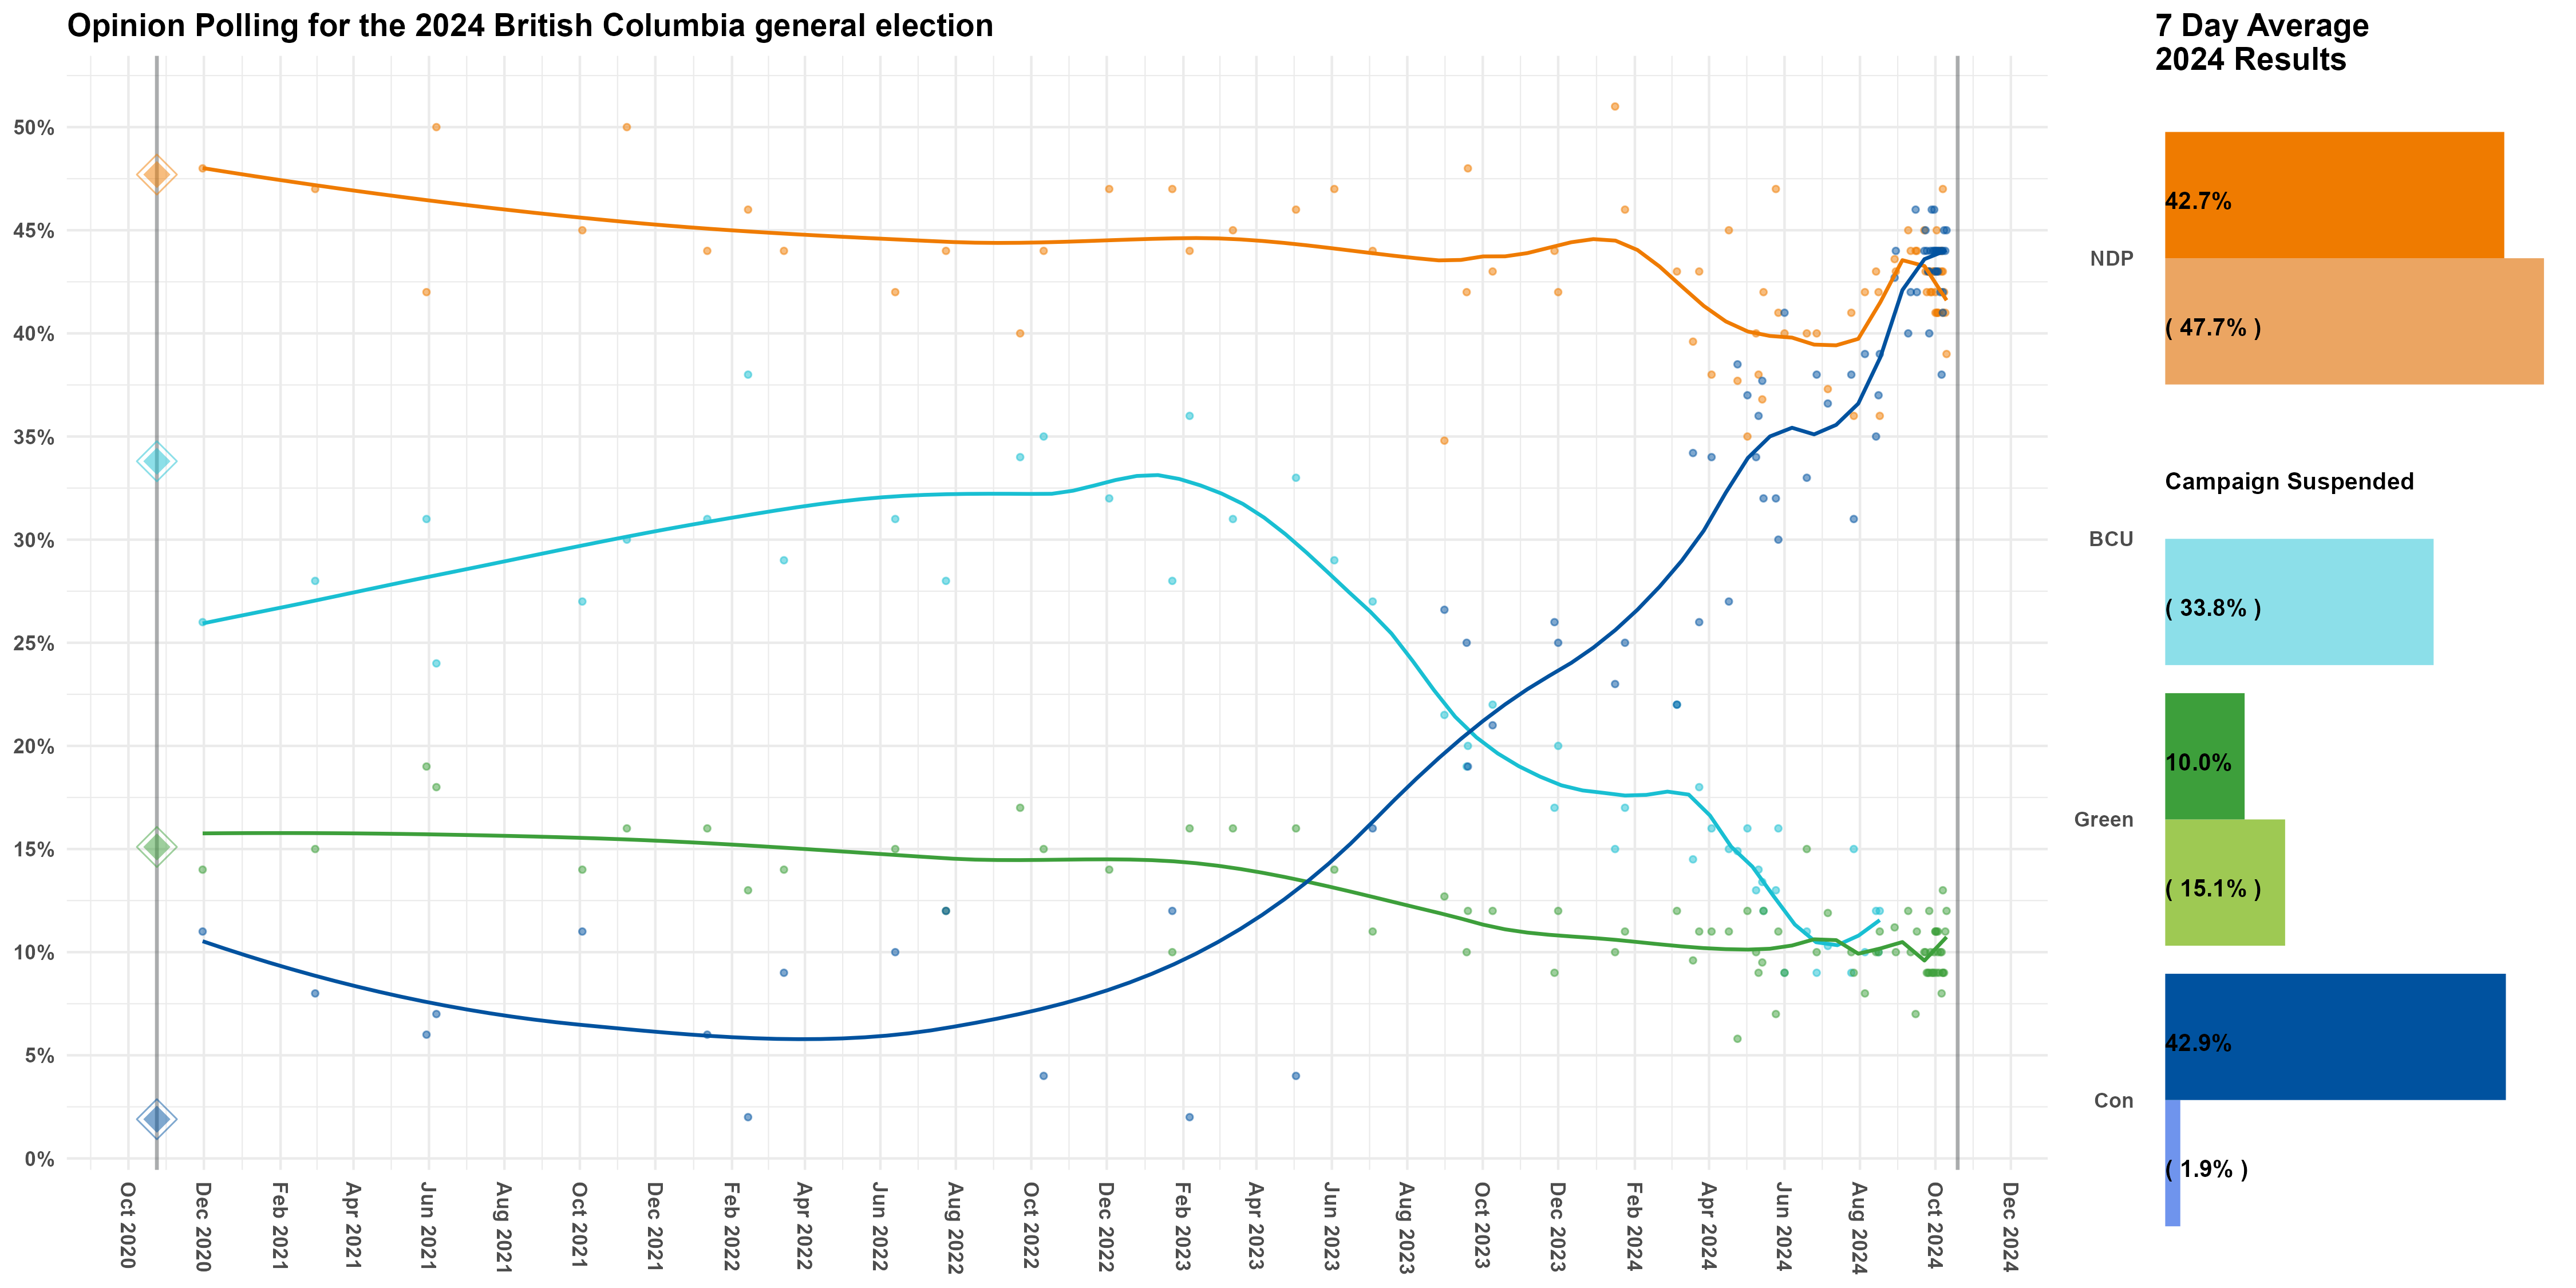 Opinion Polling for the 2024 British Columbia general election
7 Day Average
2024 Results
50%
45%
40%
35%
30%
25%
20%
15%
10%
5%
0%
Oct 2020
Dec 2020
Feb 2021
Apr 2021
Jun 2021
Aug 2021
Oct 2021
Dec 2021
Feb 2022
Apr 2022
Jun 2022
Aug 2022
Oct 2022
Dec 2022
Feb 2023
Apr 2023
Jun 2023
Aug 2023
Oct 2023
Dec 2023
Feb 2024
Apr 2024
Jun 2024
Aug 2024
Oct 2024
Dec 2024
NDP
42.7%
( 47.7% )
BCU
Campaign Suspended
( 33.8% )
Green
10.0%
( 15.1% )
Con
42.9%
( 1.9% )